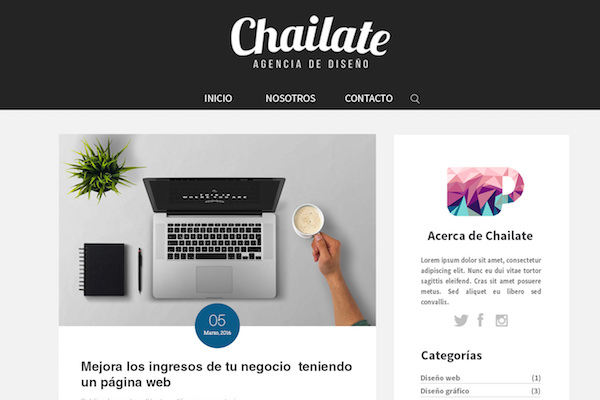 Chailate
AGENCIA DE DISEÑO
INICIO NOSOTROS CONTACTO
05
Marzo, 2016
Mejora los ingresos de tu negocio teniendo
un página web
Acerca de Chailate
Lorem ipsum dolor sit amet, consectetur
adipiscing elit. Nunc eu dui vitae tortor
sagittis eleifend. Cras sit amet posuere
metus. Sed aliquet eu libero sed
convallis.
Categorías
Diseño web (1)
Diseño gráfico (3)